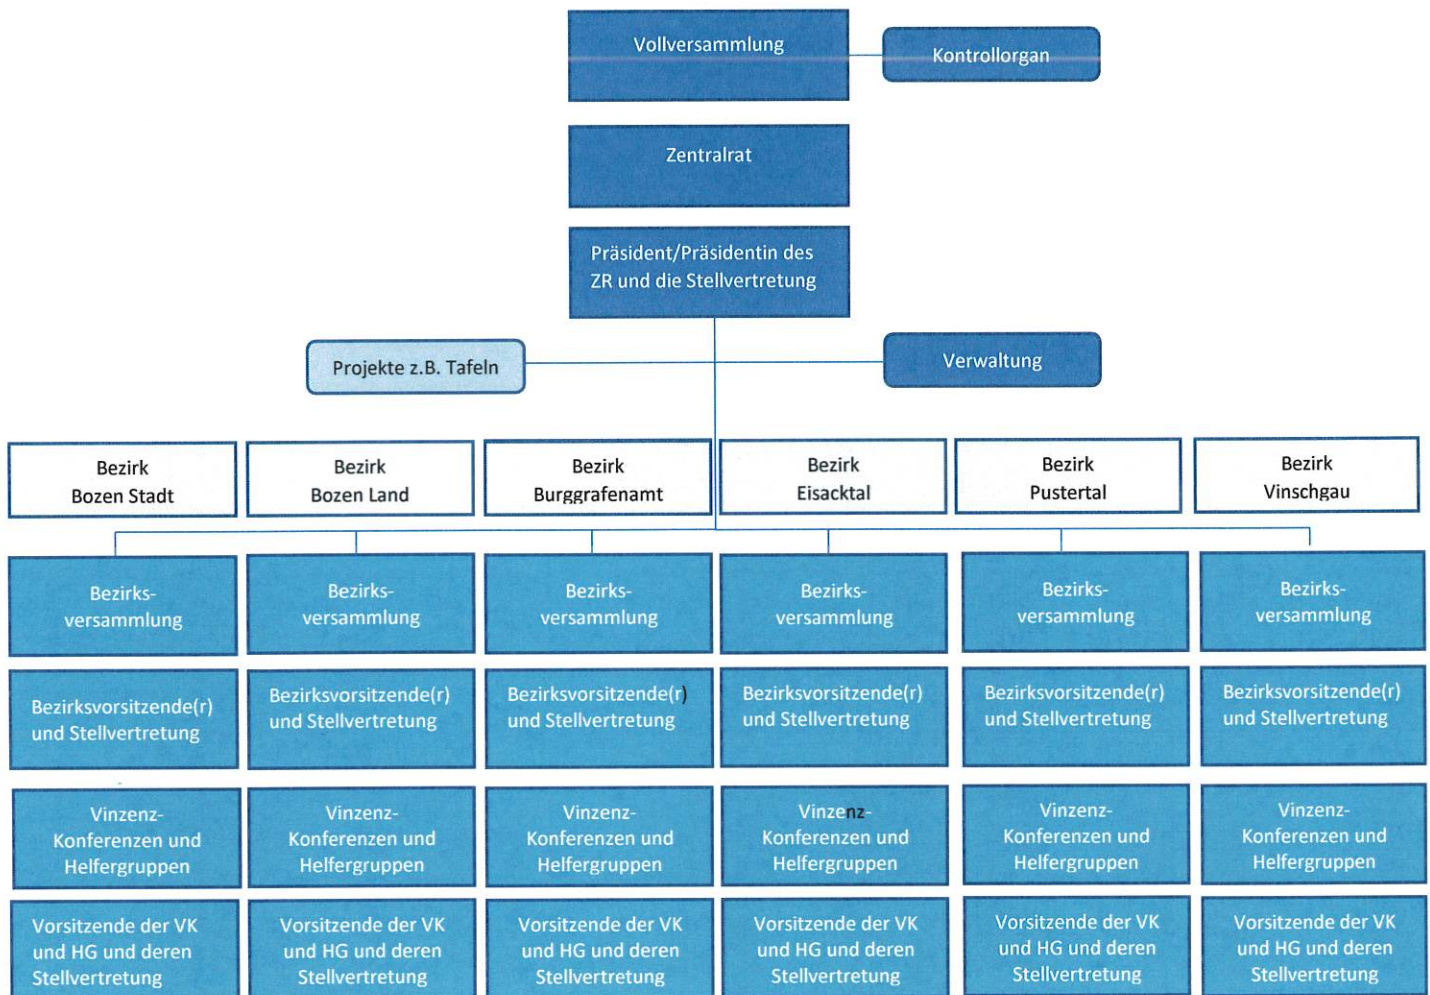 Vollversammlung
Kontrollorgan
Zentralrat
Präsident/Präsidentin des
ZR und die Stellvertretung
Projekte z.B. Tafeln
Verwaltung
Bezirk
Bozen Stadt
Bezirk
Bozen Land
Bezirk
Burggrafenamt
Bezirk
Eisacktal
Bezirk
Pustertal
Bezirk
Vinschgau
Bezirks-
versammlung
Bezirks-
versammlung
Bezirks-
versammlung
Bezirks-
versammlung
Bezirks-
versammlung
Bezirks-
versammlung
Bezirksvorsitzende(r)
und Stellvertretung
Bezirksvorsitzende(r)
und Stellvertretung
Bezirksvorsitzende(r)
und Stellvertretung
Bezirksvorsitzende(r)
und Stellvertretung
Bezirksvorsitzende(r)
und Stellvertretung
Bezirksvorsitzende(r)
und Stellvertretung
Vinzenz-
Konferenzen und
Helfergruppen
Vinzenz-
Konferenzen und
Helfergruppen
Vinzenz-
Konferenzen und
Helfergruppen
Vinzenz-
Konferenzen und
Helfergruppen
Vinzenz-
Konferenzen und
Helfergruppen
Vinzenz-
Konferenzen und
Helfergruppen
Vorsitzende der VK
und HG und deren
Stellvertretung
Vorsitzende der VK
und HG und deren
Stellvertretung
Vorsitzende der VK
und HG und deren
Stellvertretung
Vorsitzende der VK
und HG und deren
Stellvertretung
Vorsitzende der VK
und HG und deren
Stellvertretung
Vorsitzende der VK
und HG und deren
Stellvertretung